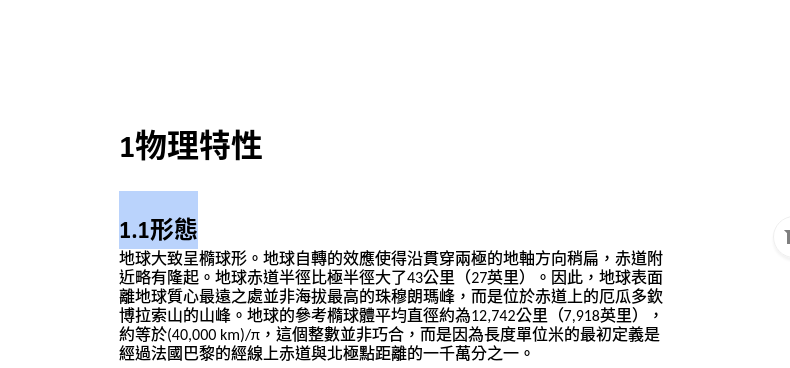 1物理特性
1.1形態
地球大致呈橢球形。地球自轉的效應使得沿貫穿兩極的地軸方向稍扁，赤道附
近略有隆起。地球赤道半徑比極半徑大了43公里（27英里）。因此，地球表面
離地球質心最遠之處並非海拔最高的珠穆朗瑪峰，而是位於赤道上的厄瓜多欽
博拉索山的山峰。地球的參考橢球體平均直徑約為12,742公里（7,918英里），
約等於(40,000 km)/π，這個整數並非巧合，而是因為長度單位米的最初定義是
經過法國巴黎的經線上赤道與北極點距離的一千萬分之一。